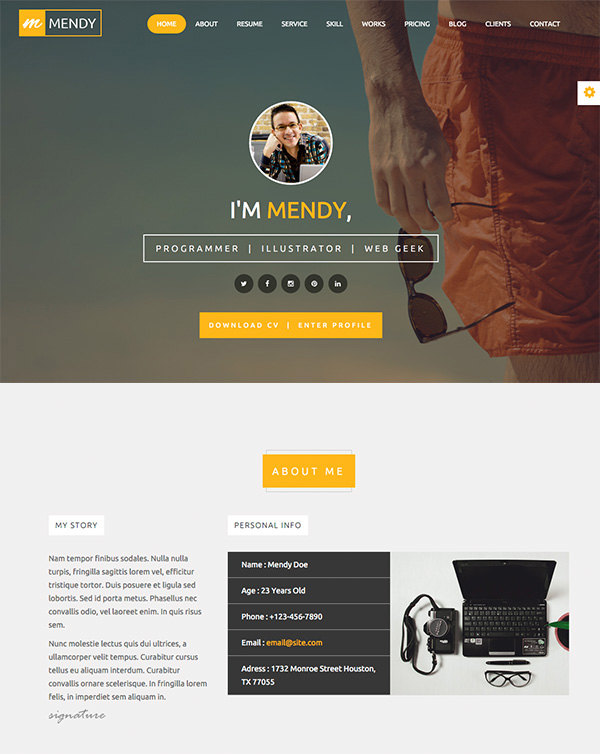 m MENDY
HOME ABOUT RESUME SERVICE SKILL WORKS PRICING BLOG CLIENTS CONTACT
I'M MENDY,
PROGRAMMER | ILLUSTRATOR | WEB GEEK
DOWNLOAD CV | ENTER PROFILE
ABOUT ME
MY STORY
Nam tempor finibus sodales. Nulla nulla
turpis, fringilla sagittis lorem vel, efficitur
tristique tortor. Duis posuere et ligula sed
lobortis. Sed id porta metus. Phasellus nec
convallis odio, vel laoreet enim. In quis risus
sem.
Nunc molestie lectus quis dui ultrices, a
ullamcorper velit tempus. Curabitur cursus
tellus eu aliquam interdum. Curabitur
convallis ornare scelerisque. In fringilla lorem
felis, in imperdiet sem aliquam in.
signature
PERSONAL INFO
Name : Mendy Doe
Age : 23 Years Old
Phone : +123-456-7890
Email : email@site.com
Adress : 1732 Monroe Street Houston,
TX 77055